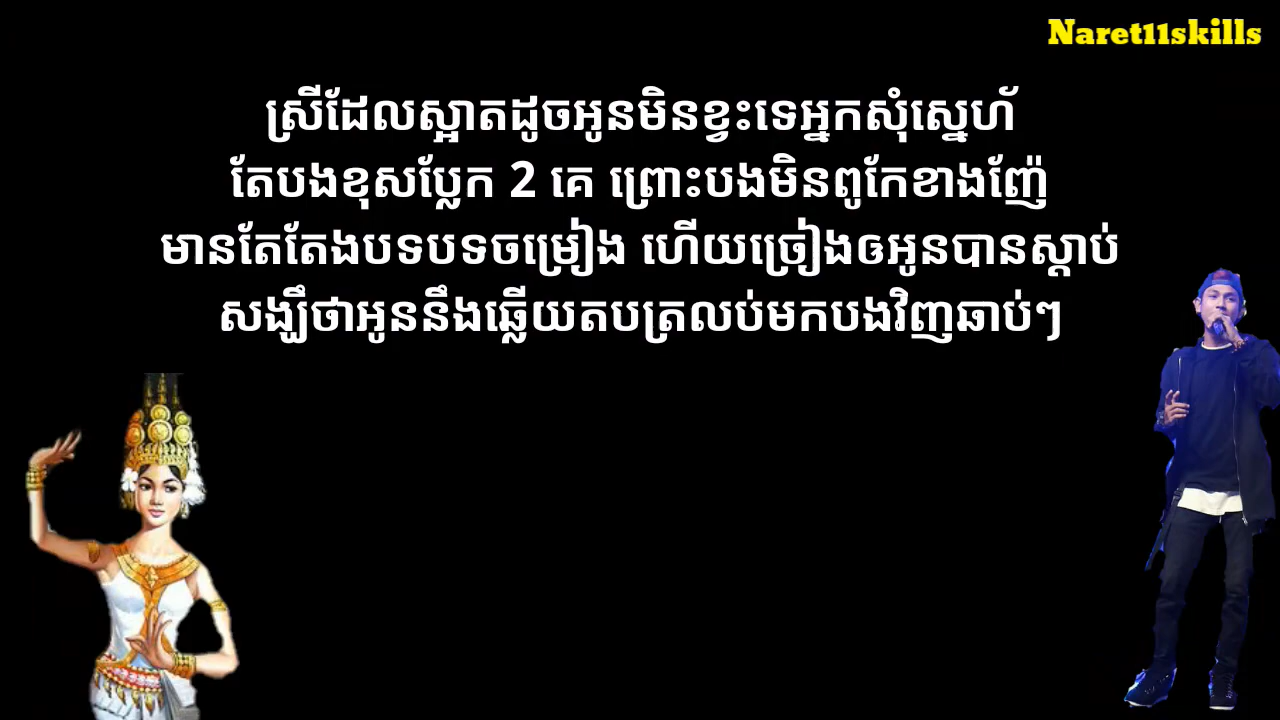 Naret11skills
ស្រីដែលស្អាតដូចអូនមិនខ្វះទេអ្នកសុំស្នេហ៍
តែបងខុសប្លែក 2 គេ ព្រោះបងមិនពូកែខាងញ៉ែ
មានតែតែងបទបទចម្រៀង ហើយច្រៀងឲអូនបានស្តាប់
សង្ឃឹថាអូននឹងឆ្លើយតបត្រលប់មកបងវិញឆាប់ៗ